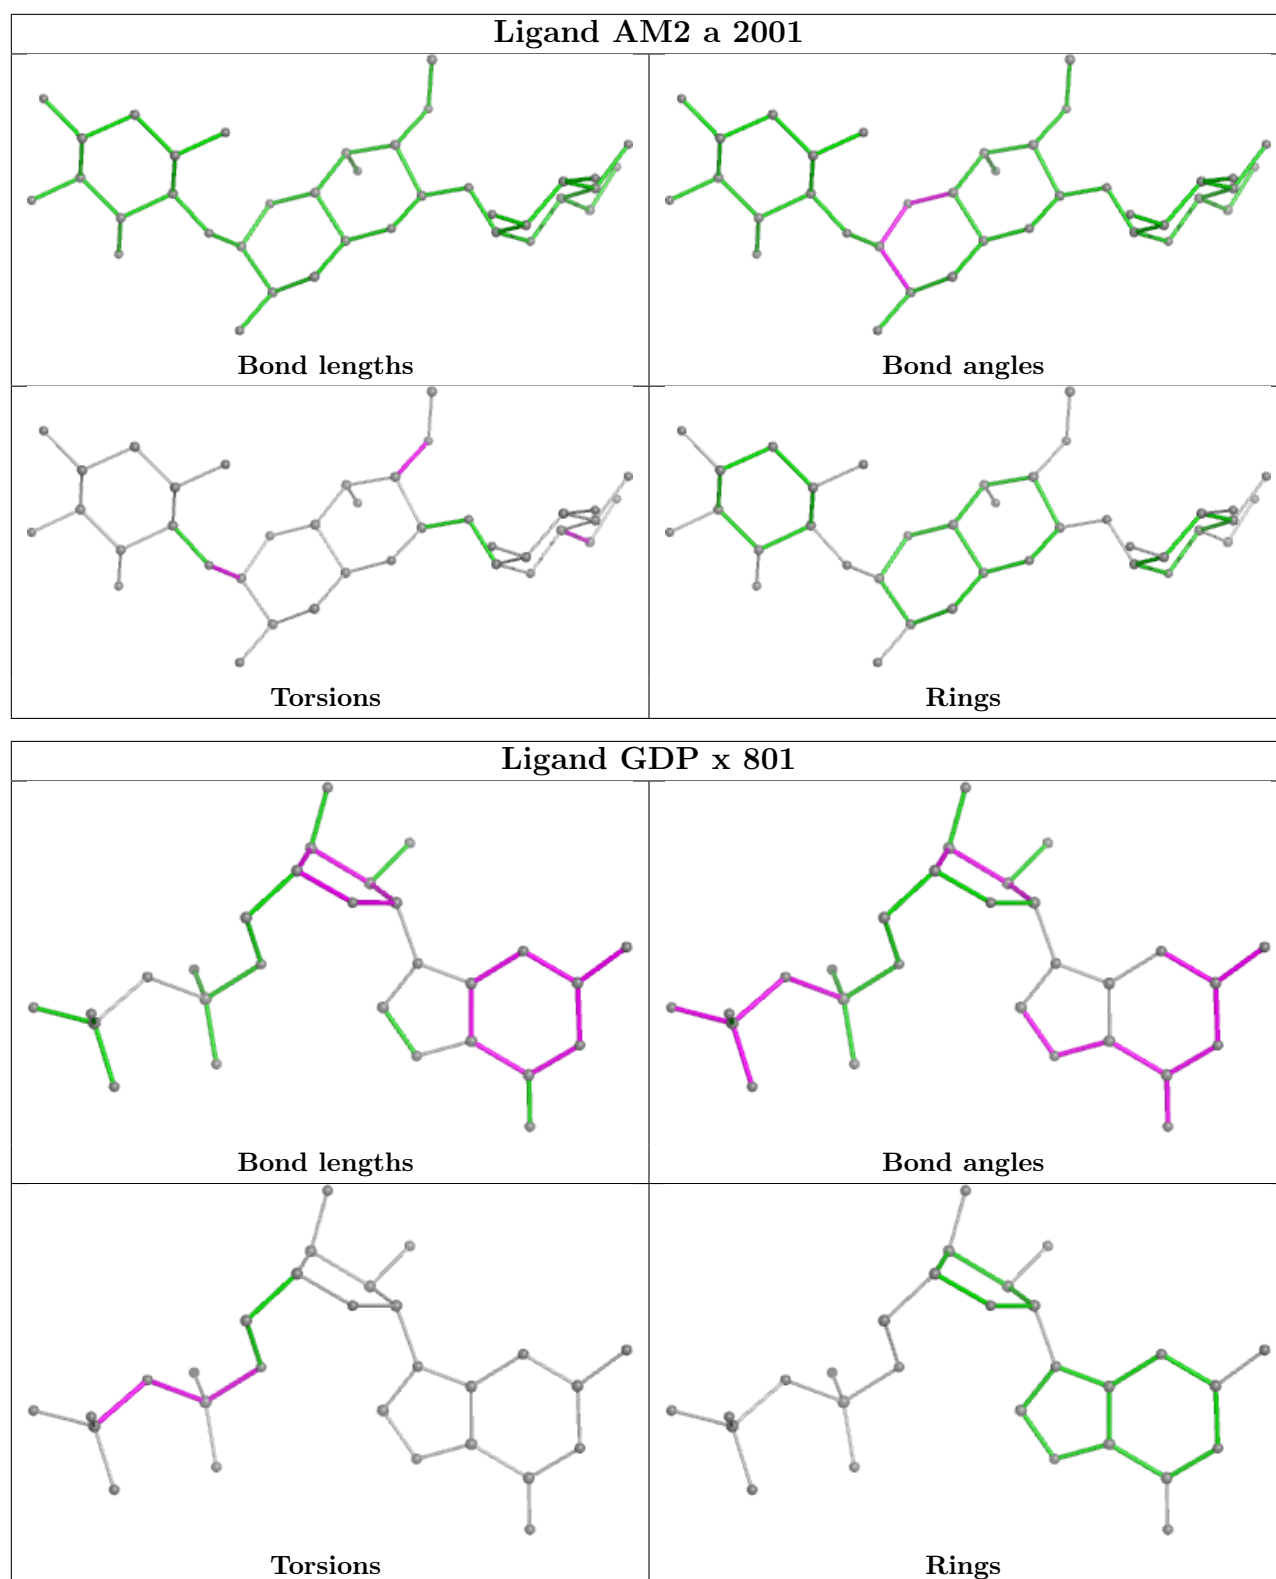 Ligand AM2 a 2001
Bond lengths
Bond angles
Torsions
Rings
Ligand GDP x 801
Bond lengths
Bond angles
Torsions
Rings